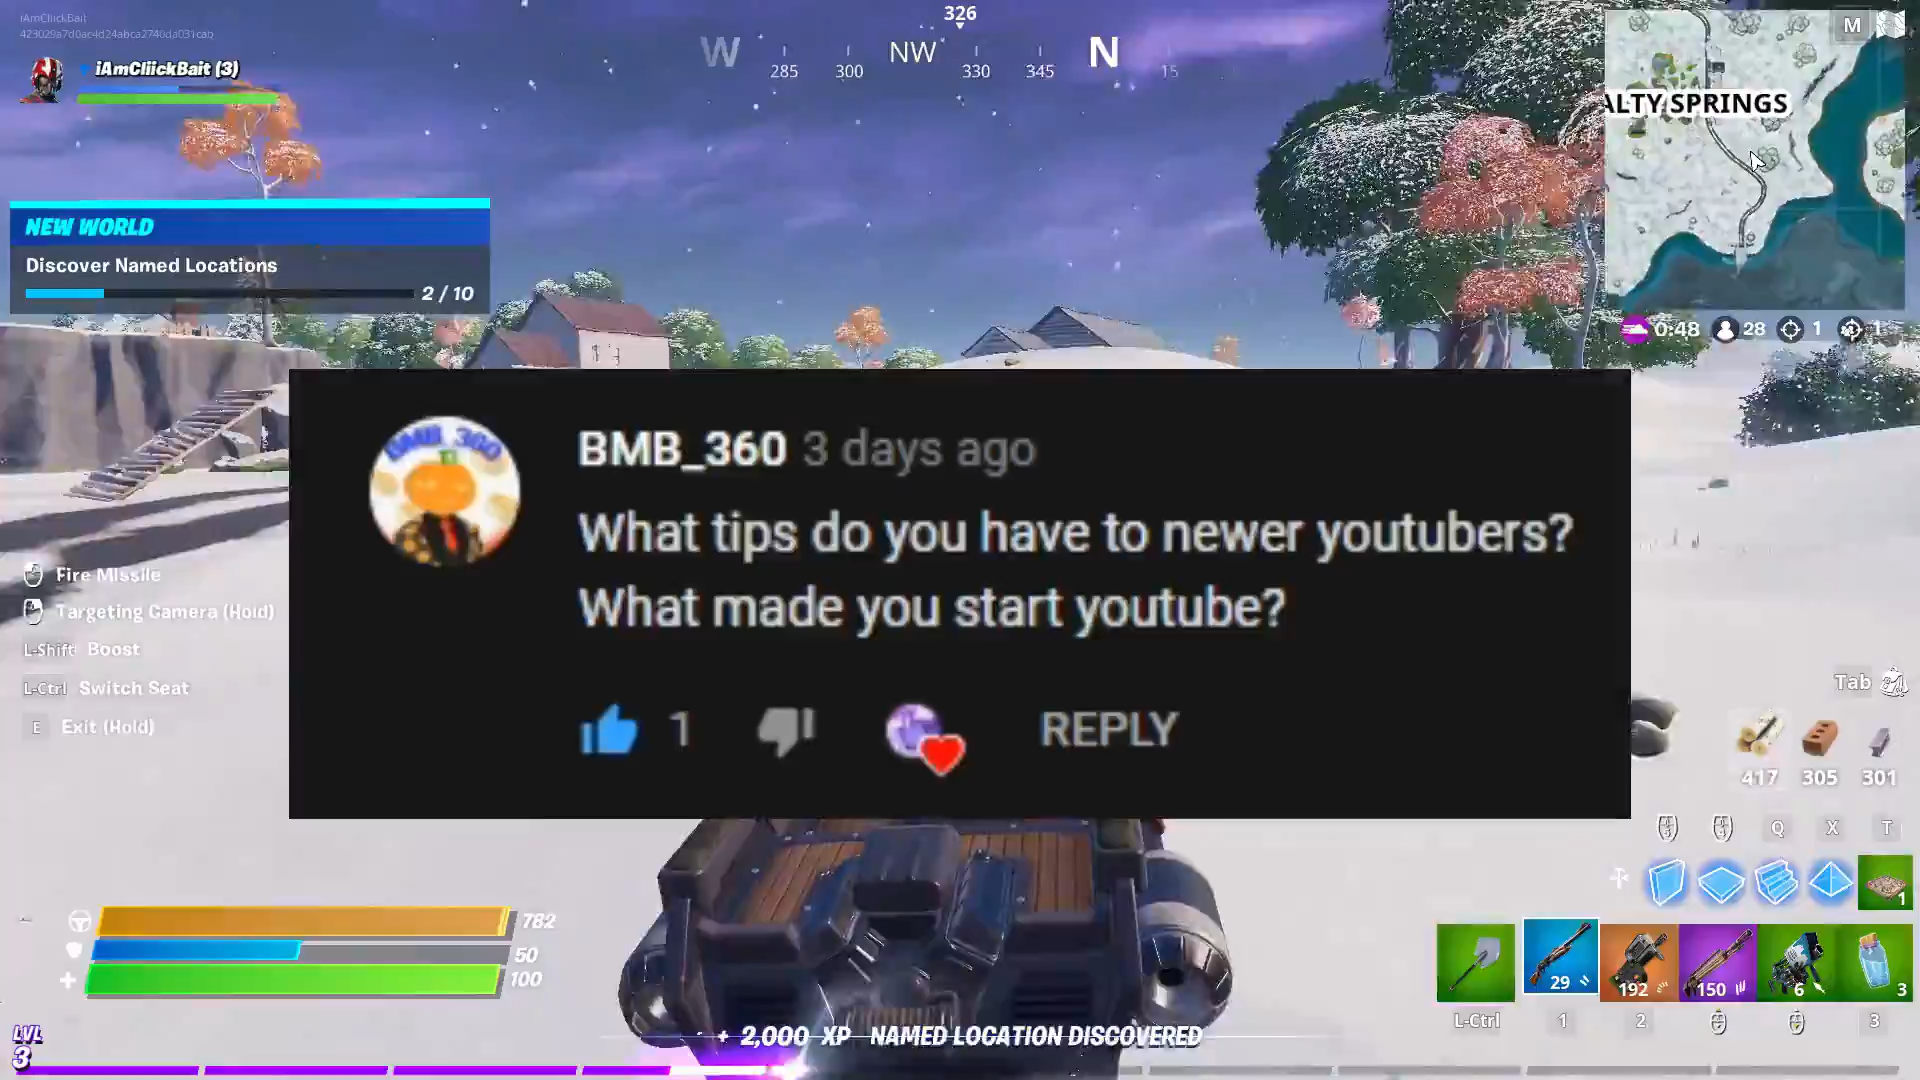 iAmCliickBait
326
W 285 300 NW 330 345 N 15
M
iAmCliickBait (3)
ALTY SPRINGS
NEW WORLD
Discover Named Locations
2 / 10
0:48 28 1 1
BMB_360
BMB_360 3 days ago
What tips do you have to newer youtubers?
What made you start youtube?
1 REPLY
Fire Missile
Targeting Camera (Hold)
L-Shift Boost
L-Ctrl Switch Seat
E Exit (Hold)
Tab
417 305 301
Q X T
1
782
50
100
29 192 150 6 3
L-Ctrl 1 2 3
+ 2,000 XP NAMED LOCATION DISCOVERED
LVL
3